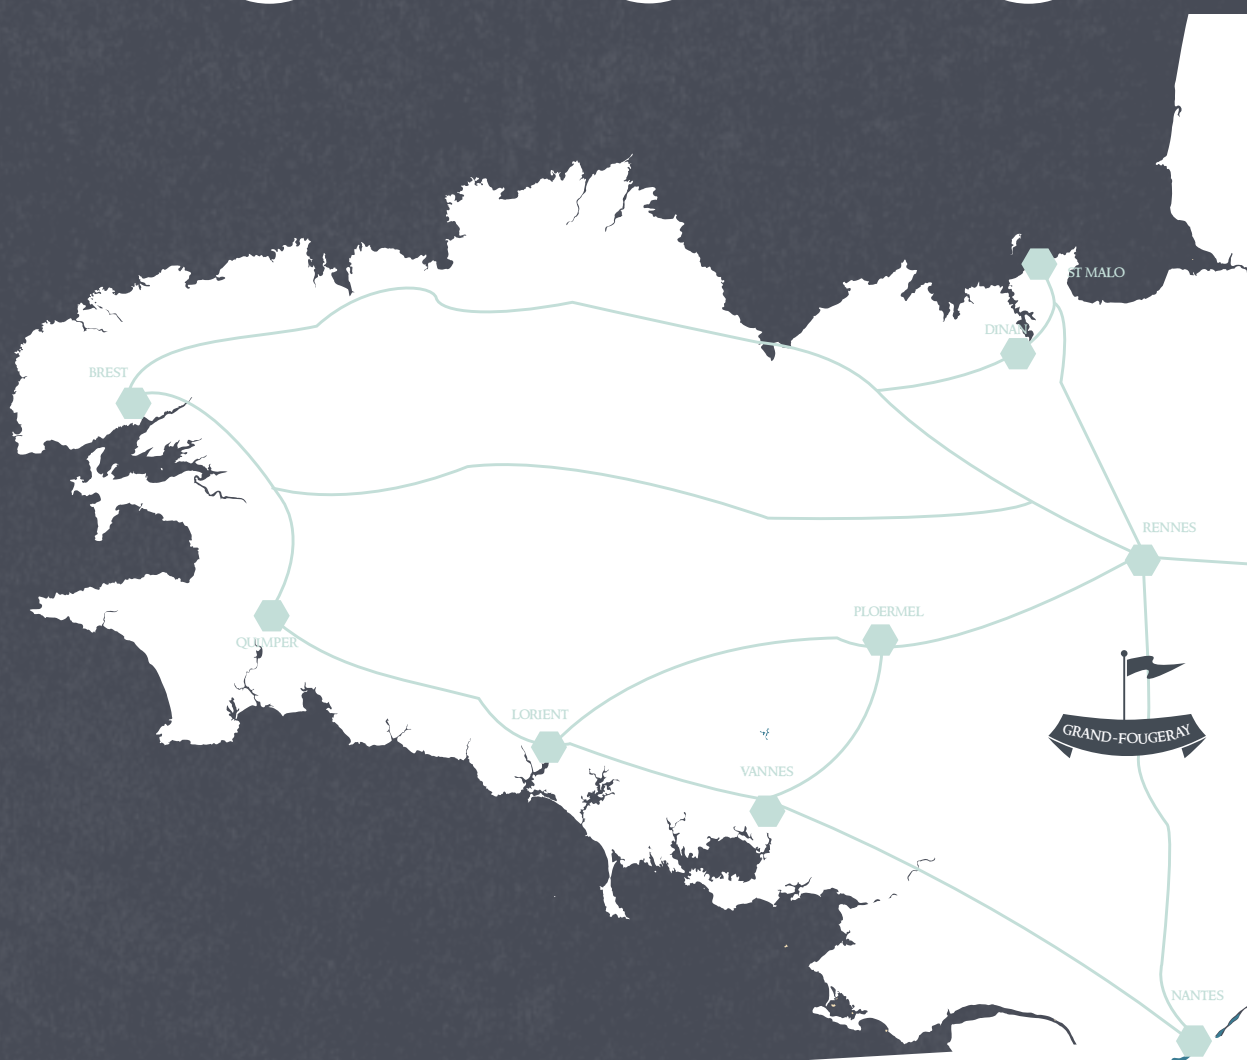 ST MALO
DINAN
BREST
RENNES
PLOERMEL
QUIMPER
LORIENT
GRAND-FOUGERAY
VANNES
NANTES